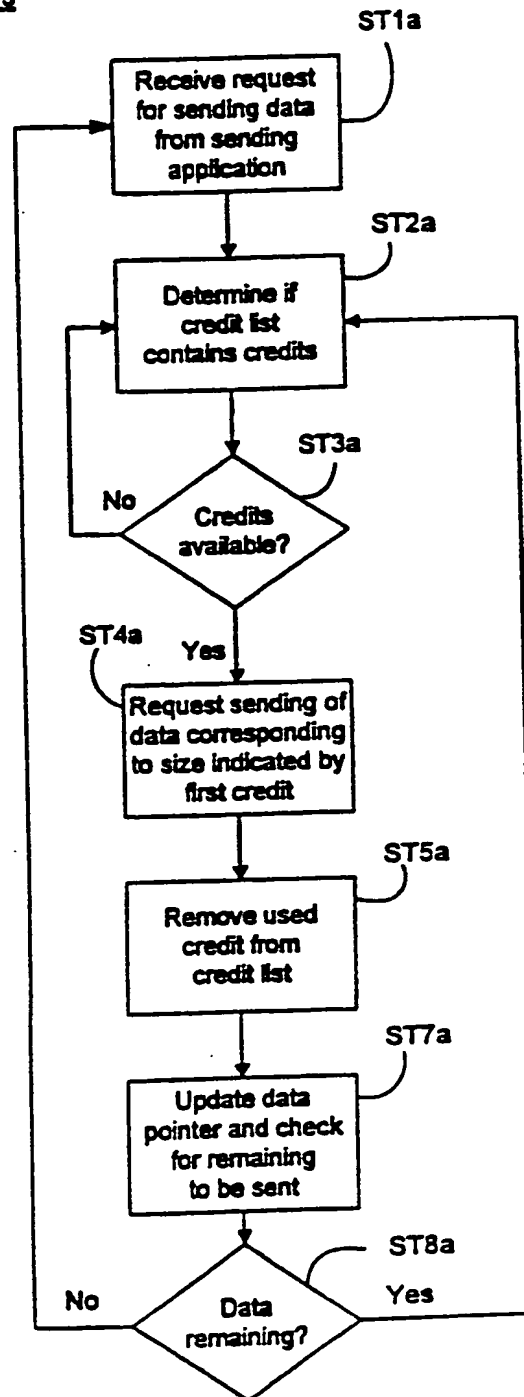 ST1a
Receive request
for sending data
from sending
application
ST2a
Determine if
credit list
contains credits
ST3a
No
Credits
available?
ST4a
Yes
Request sending of
data corresponding
to size indicated by
first credit
ST5a
Remove used
credit from
credit list
ST7a
Update data
pointer and check
for remaining
to be sent
ST8a
No
Data
remaining?
Yes